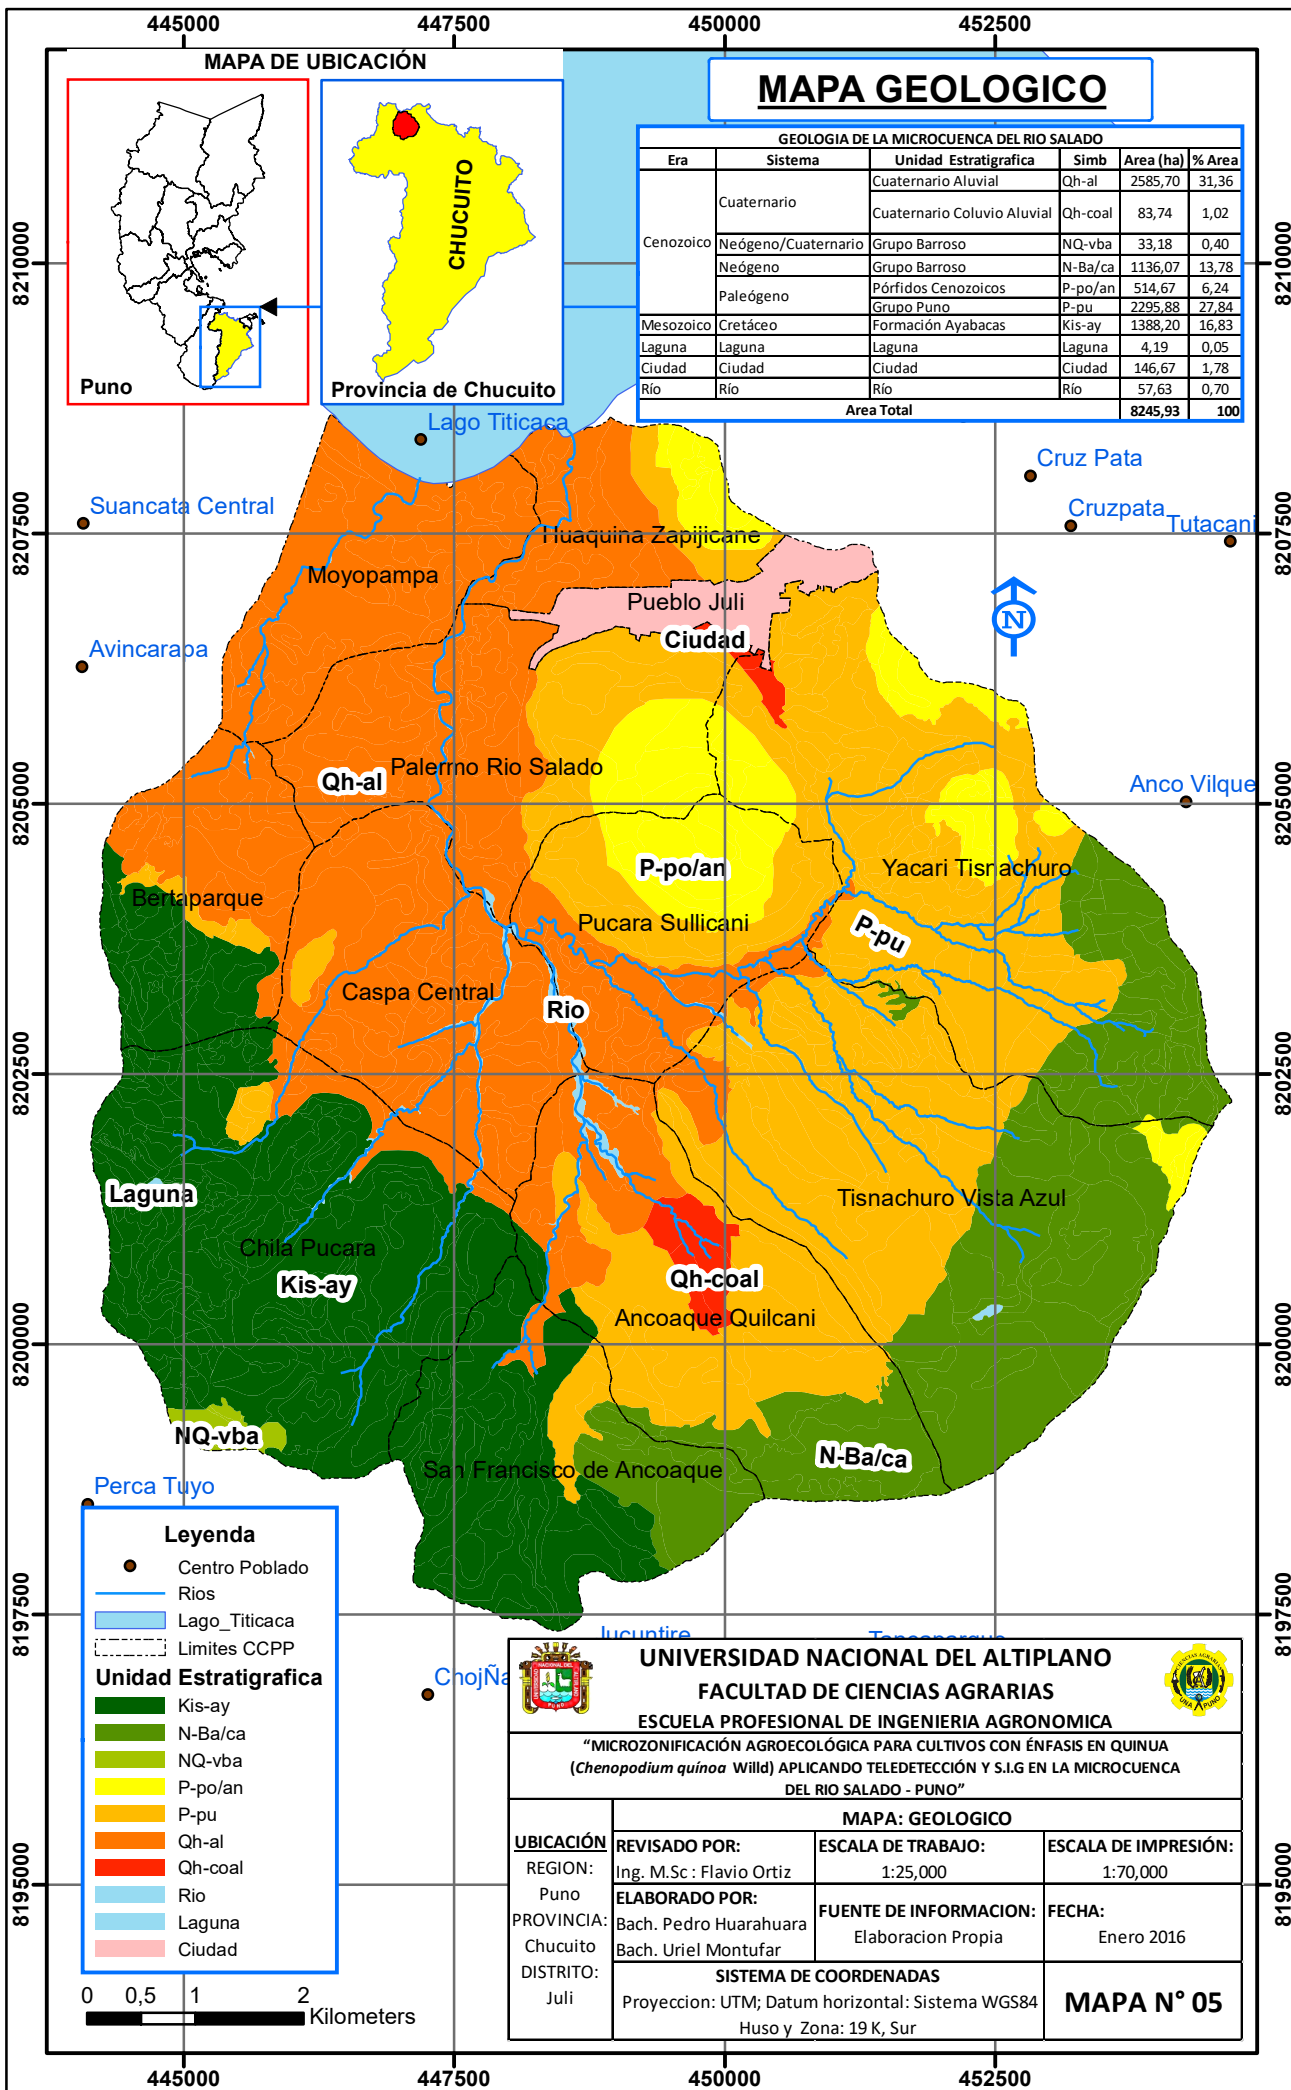 445000 447500 450000 452500
MAPA DE UBICACIÓN
Puno
CHUCUITO
Provincia de Chucuito
MAPA GEOLOGICO
GEOLOGIA DE LA MICROCUENCA DEL RIO SALADO
Era Sistema Unidad Estratigrafica Simb Area (ha) % Area
Cenozoico Cuaternario Cuaternario Aluvial Qh-al 2585,70 31,36
Cuaternario Coluvio Aluvial Qh-coal 83,74 1,02
Neógeno/Cuaternario Grupo Barroso NQ-vba 33,18 0,40
Neógeno Grupo Barroso N-Ba/ca 1136,07 13,78
Paleógeno Pórfidos Cenozoicos P-po/an 514,67 6,24
Grupo Puno P-pu 2295,88 27,84
Mesozoico Cretáceo Formación Ayabacas Kis-ay 1388,20 16,83
Laguna Laguna Laguna Laguna 4,19 0,05
Ciudad Ciudad Ciudad Ciudad 146,67 1,78
Río Río Río Río 57,63 0,70
Area Total 8245,93 100
8210000 8210000
Lago Titicaca
Cruz Pata
Suancata Central
Cruzpata
Tutacani
8207500 8207500
Huaquina Zapijicane
Moyopampa
Pueblo Juli
Ciudad
N
Avincarapa
Palermo Rio Salado
Qh-al
Anco Vilque
8205000 8205000
P-po/an
Yacari Tisnachuro
Bertaparque
Pucara Sullicani
P-pu
Caspa Central
Rio
8202500 8202500
Laguna
Tisnachuro Vista Azul
Chila Pucara
Kis-ay
Qh-coal
Ancoaque Quilcani
8200000 8200000
NQ-vba
N-Ba/ca
San Francisco de Ancoaque
Perca Tuyo
8197500 8197500
Leyenda
Centro Poblado
Rios
Lago_Titicaca
Limites CCPP
Unidad Estratigrafica
Kis-ay
N-Ba/ca
NQ-vba
P-po/an
P-pu
Qh-al
Qh-coal
Rio
Laguna
Ciudad
0 0,5 1 2
Kilometers
ChojÑa
UNIVERSIDAD NACIONAL DEL ALTIPLANO
FACULTAD DE CIENCIAS AGRARIAS
ESCUELA PROFESIONAL DE INGENIERIA AGRONOMICA
“MICROZONIFICACIÓN AGROECOLÓGICA PARA CULTIVOS CON ÉNFASIS EN QUINUA
(Chenopodium quínoa Willd) APLICANDO TELEDETECCIÓN Y S.I.G EN LA MICROCUENCA
DEL RIO SALADO - PUNO”
MAPA: GEOLOGICO
UBICACIÓN
REGION:
Puno
PROVINCIA:
Chucuito
DISTRITO:
Juli
REVISADO POR:
Ing. M.Sc : Flavio Ortiz
ESCALA DE TRABAJO:
1:25,000
ESCALA DE IMPRESIÓN:
1:70,000
ELABORADO POR:
Bach. Pedro Huarahuara
Bach. Uriel Montufar
FUENTE DE INFORMACION:
Elaboracion Propia
FECHA:
Enero 2016
SISTEMA DE COORDENADAS
Proyeccion: UTM; Datum horizontal: Sistema WGS84
Huso y Zona: 19 K, Sur
MAPA N° 05
8195000 8195000
445000 447500 450000 452500